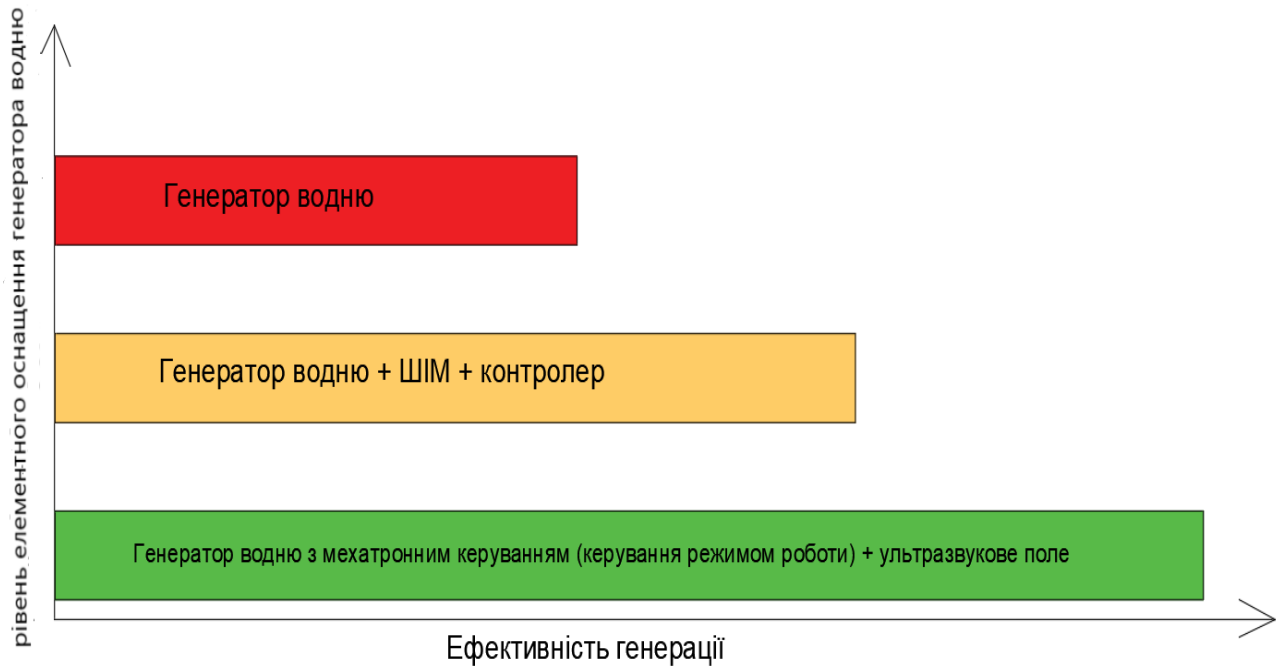 рівень елементного оснащення генератора водню
Генератор водню
Генератор водню + ШІМ + контролер
Генератор водню з мехатронним керуванням (керування режимом роботи) + ультразвукове поле
Ефективність генерації